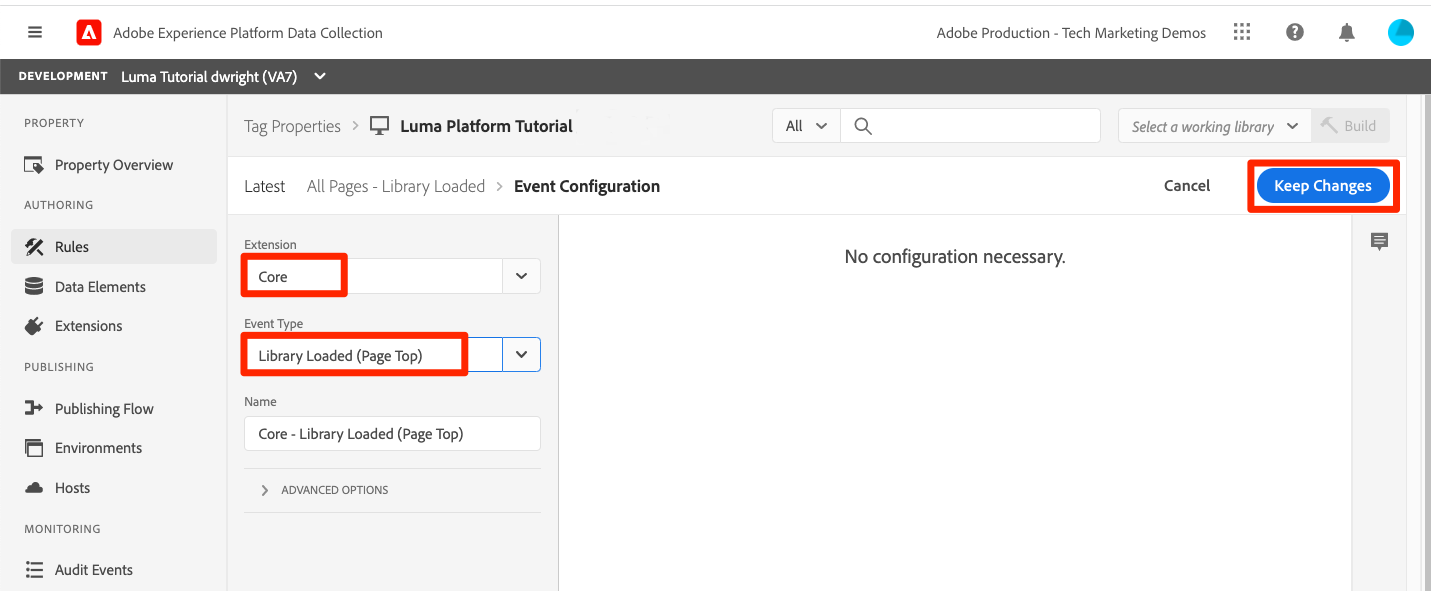 Adobe Experience Platform Data Collection
Adobe Production - Tech Marketing Demos
DEVELOPMENT Luma Tutorial dwright (VA7)
PROPERTY
Property Overview
AUTHORING
Rules
Data Elements
Extensions
PUBLISHING
Publishing Flow
Environments
Hosts
MONITORING
Audit Events
Tag Properties > Luma Platform Tutorial
All
Select a working library
Build
Latest All Pages - Library Loaded > Event Configuration
Cancel
Keep Changes
Extension
Core
Event Type
Library Loaded (Page Top)
Name
Core - Library Loaded (Page Top)
ADVANCED OPTIONS
No configuration necessary.